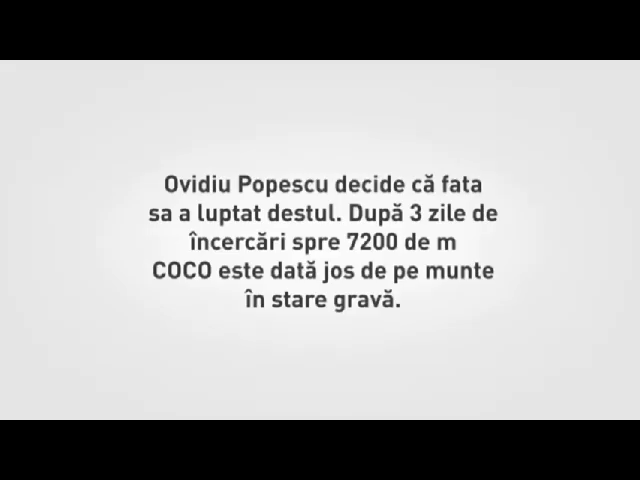 Ovidiu Popescu decide că fata
sa a luptat destul. După 3 zile de
încercări spre 7200 de m
COCO este dată jos de pe munte
în stare gravă.